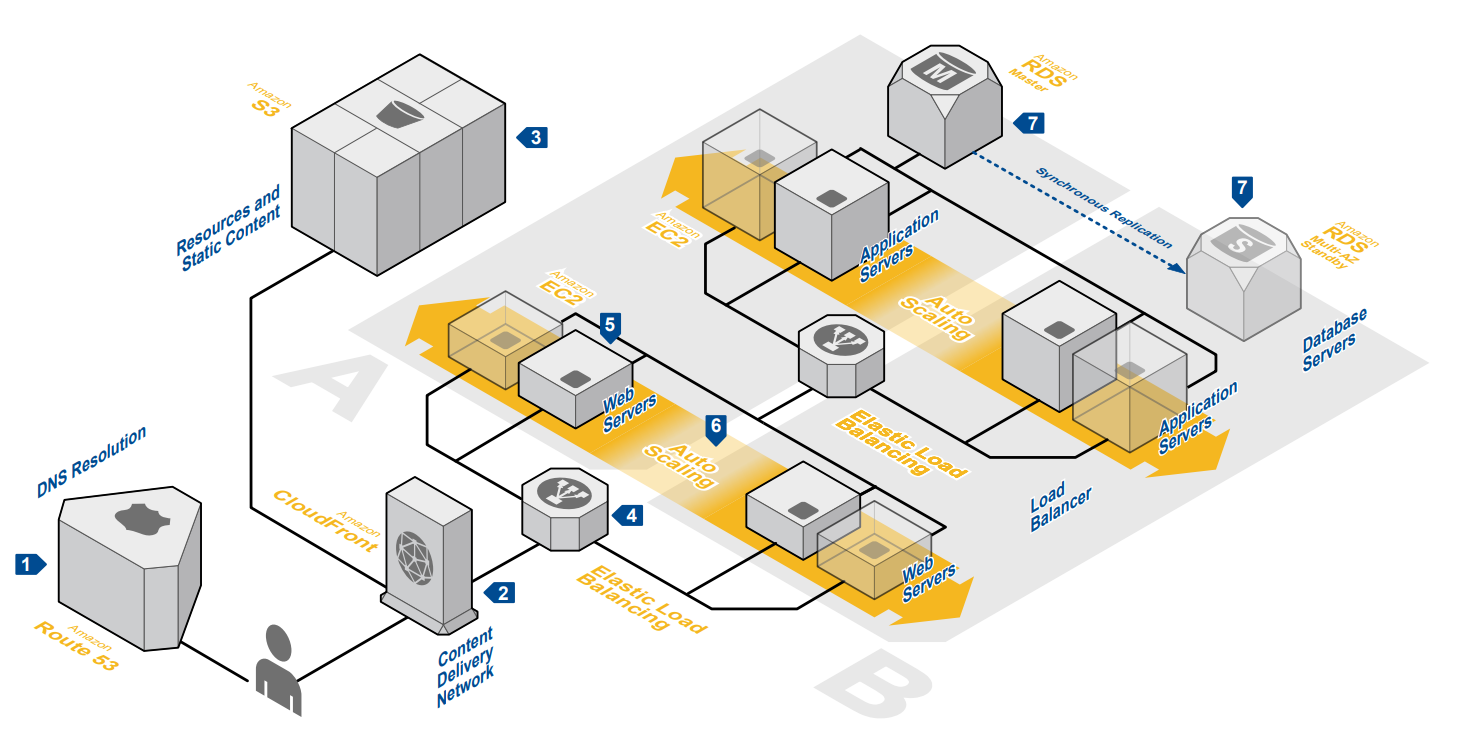 Amazon
S3
3
Resources and
Static Content
Amazon
RDS
Master
M
7
Synchronous Replication
7
S
Amazon
RDS
Multi-AZ
Standby
Database
Servers
Amazon
EC2
Application
Servers
Auto
Scaling
Amazon
EC2
5
Web
Servers
A
6
Auto
Scaling
Elastic Load
Balancing
Application
Servers
Load
Balancer
DNS Resolution
1
Amazon
Route 53
Amazon
CloudFront
2
Content
Delivery
Network
4
Elastic Load
Balancing
Web
Servers
B